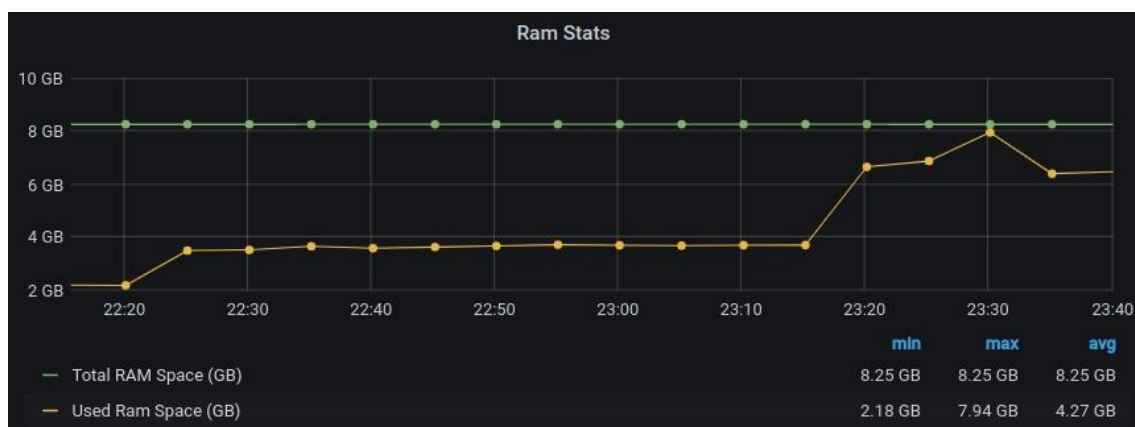 Ram Stats
10 GB
8 GB
6 GB
4 GB
2 GB
22:20 22:30 22:40 22:50 23:00 23:10 23:20 23:30 23:40
min max avg
Total RAM Space (GB) 8.25 GB 8.25 GB 8.25 GB
Used Ram Space (GB) 2.18 GB 7.94 GB 4.27 GB